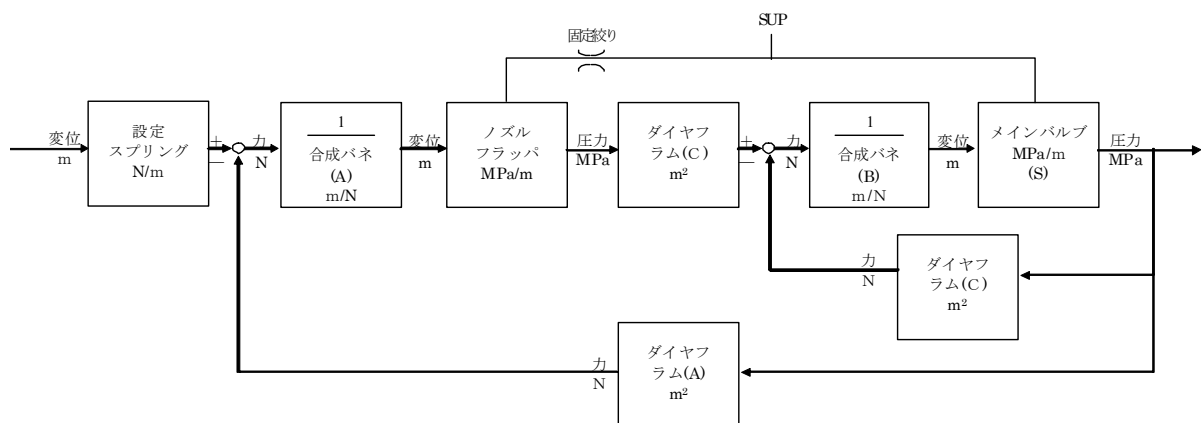 SUP
固定絞り
変位
m
設定
スプリング
N/m
+
−
力
N
1
合成バネ
(A)
m/N
変位
m
ノズル
フラッパ
MPa/m
圧力
MPa
ダイヤフ
ラム(C)
m²
+
−
力
N
1
合成バネ
(B)
m/N
変位
m
メインバルブ
MPa/m
(S)
圧力
MPa
力
N
ダイヤフ
ラム(C)
m²
力
N
ダイヤフ
ラム(A)
m²